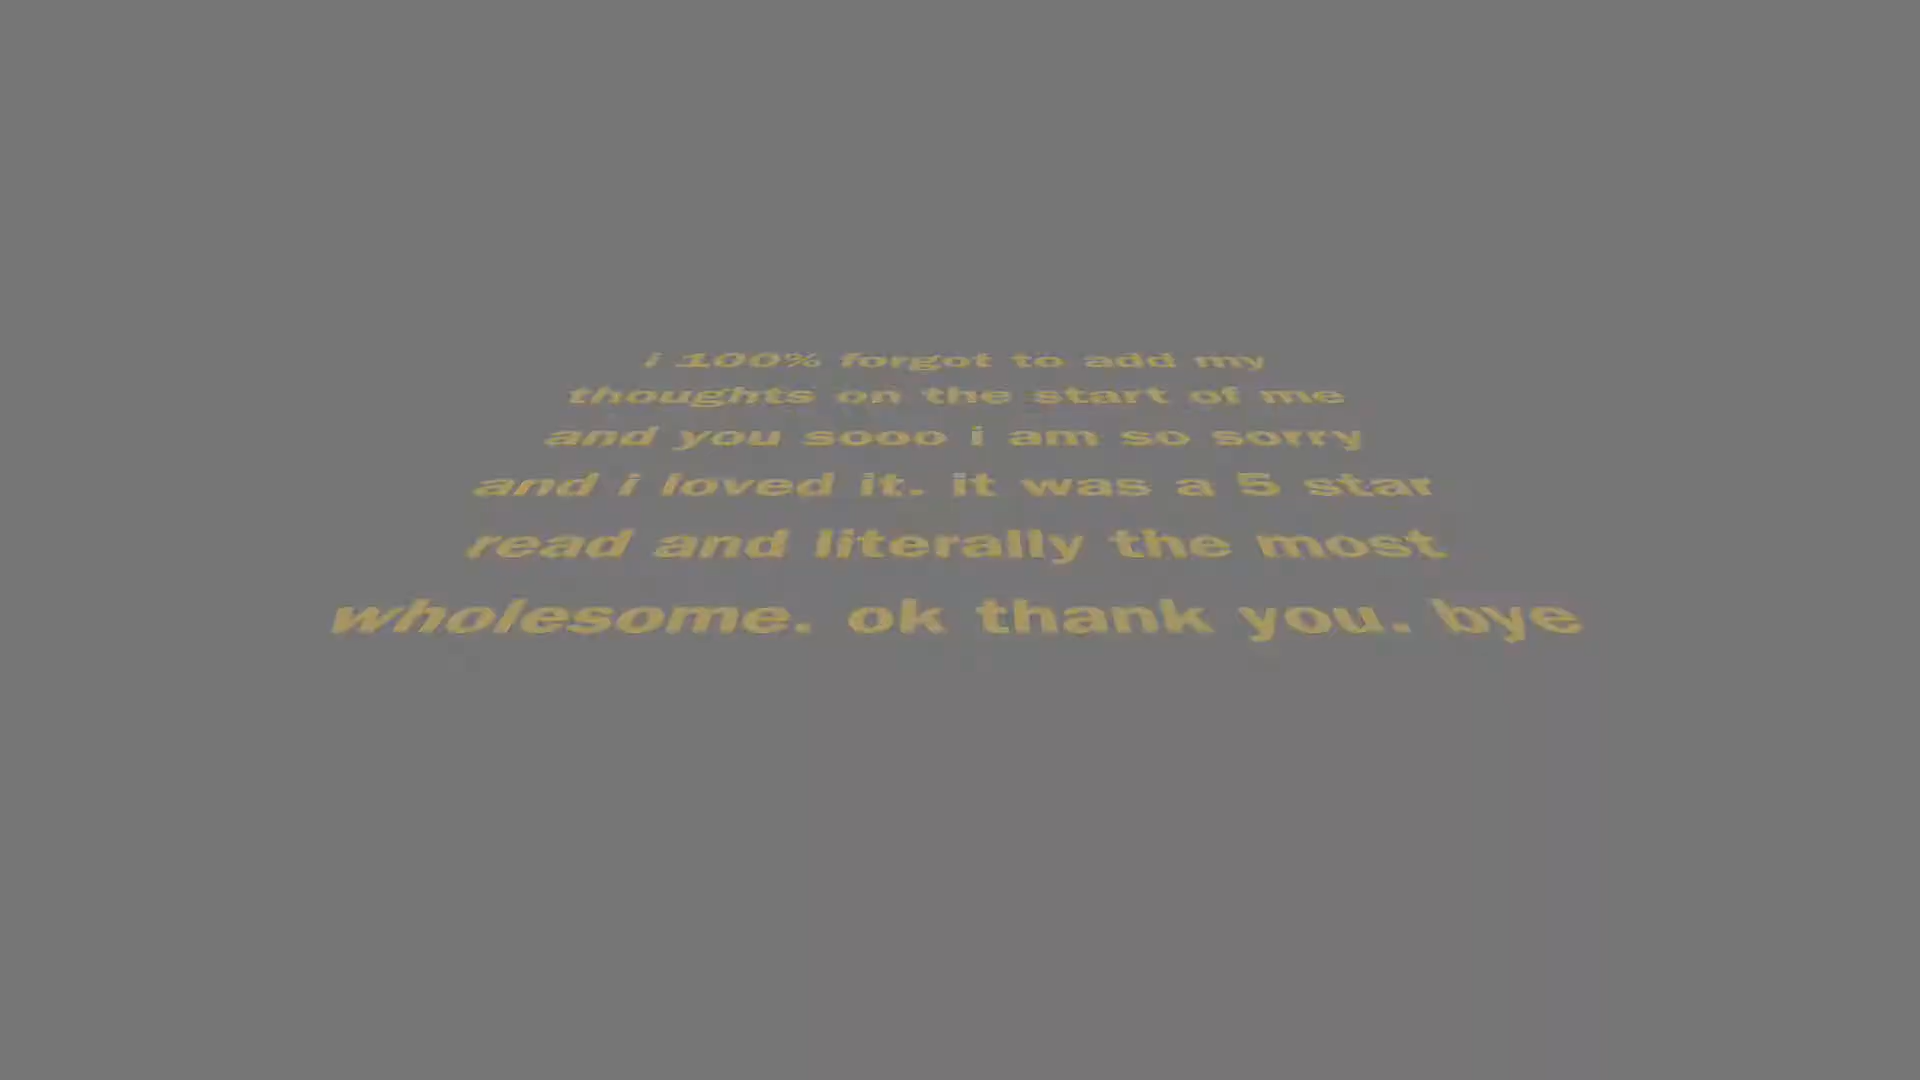 i 100% forgot to add my
thoughts on the start of me
and you sooo i am so sorry
and i loved it. it was a 5 star
read and literally the most
wholesome. ok thank you. bye